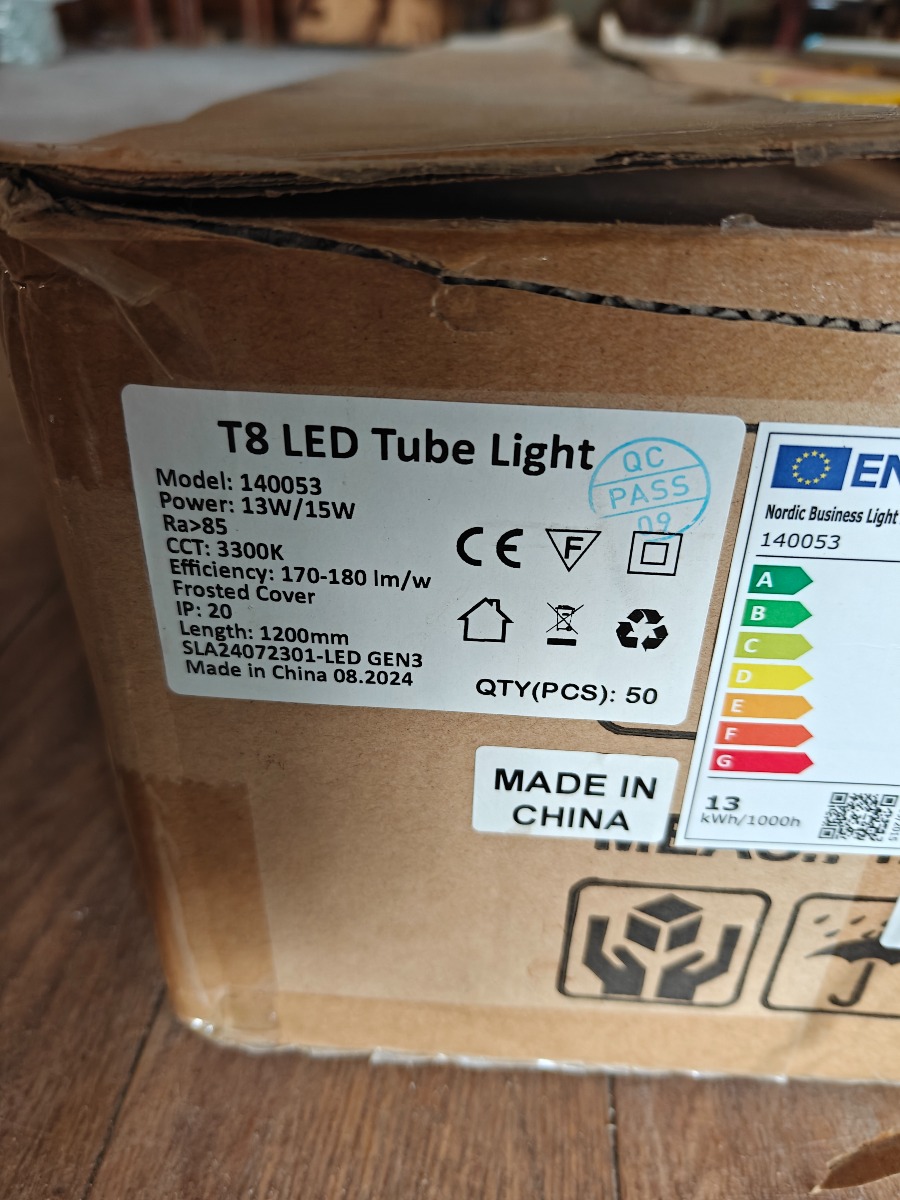 T8 LED Tube Light
Model: 140053
Power: 13W/15W
Ra>85
CCT: 3300K
Efficiency: 170-180 lm/w
Frosted Cover
IP: 20
Length: 1200mm
SLA24072301-LED GEN3
Made in China 08.2024
QC
PASS
09
CE
F
QTY(PCS): 50
MADE IN
CHINA
EN
Nordic Business Light
140053
A
B
C
D
E
F
G
13
kWh/1000h